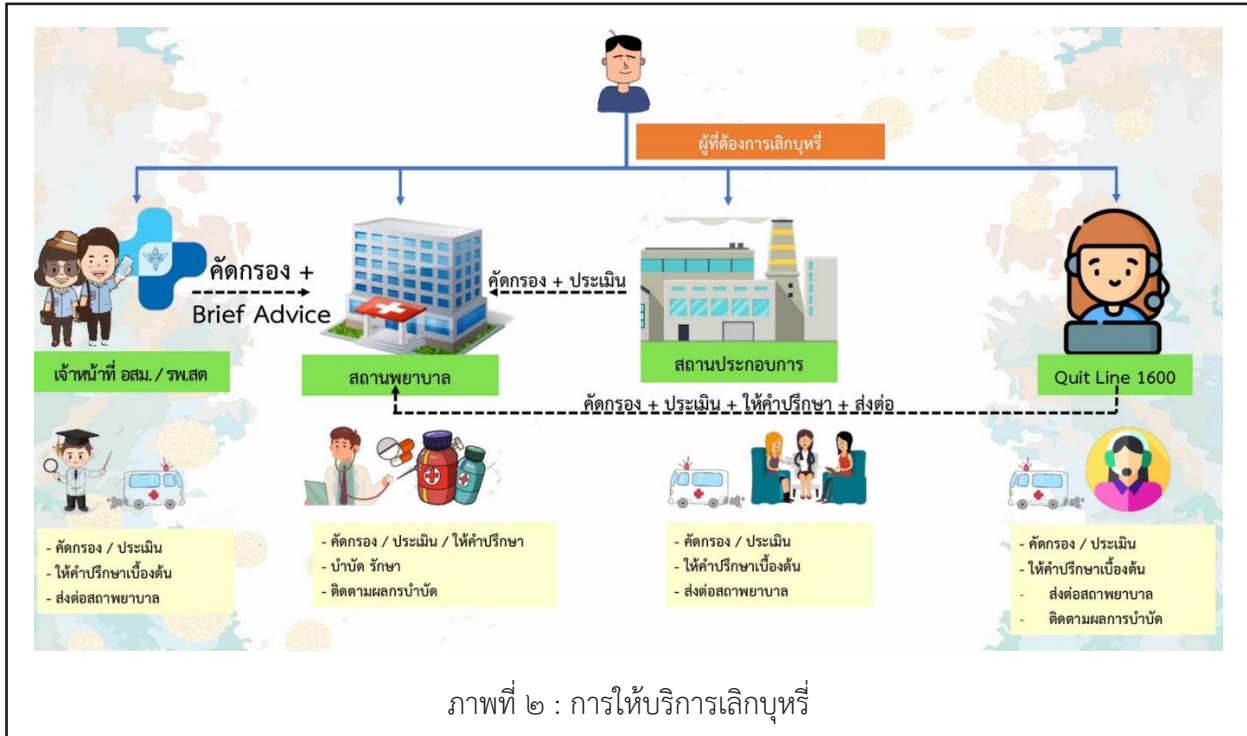 ผู้ที่ต้องการเลิกบุหรี่
คัดกรอง +
Brief Advice
คัดกรอง + ประเมิน
เจ้าหน้าที่ อสม. / รพ.สต
สถานพยาบาล
สถานประกอบการ
Quit Line 1600
คัดกรอง + ประเมิน + ให้คำปรึกษา + ส่งต่อ
- คัดกรอง / ประเมิน
- ให้คำปรึกษาเบื้องต้น
- ส่งต่อสถาพยาบาล
- คัดกรอง / ประเมิน / ให้คำปรึกษา
- บำบัด รักษา
- ติดตามผลกรบำบัด
- คัดกรอง / ประเมิน
- ให้คำปรึกษาเบื้องต้น
- ส่งต่อสถาพยาบาล
- คัดกรอง / ประเมิน
- ให้คำปรึกษาเบื้องต้น
- ส่งต่อสถาพยาบาล
- ติดตามผลการบำบัด
ภาพที่ ๒ : การให้บริการเลิกบุหรี่